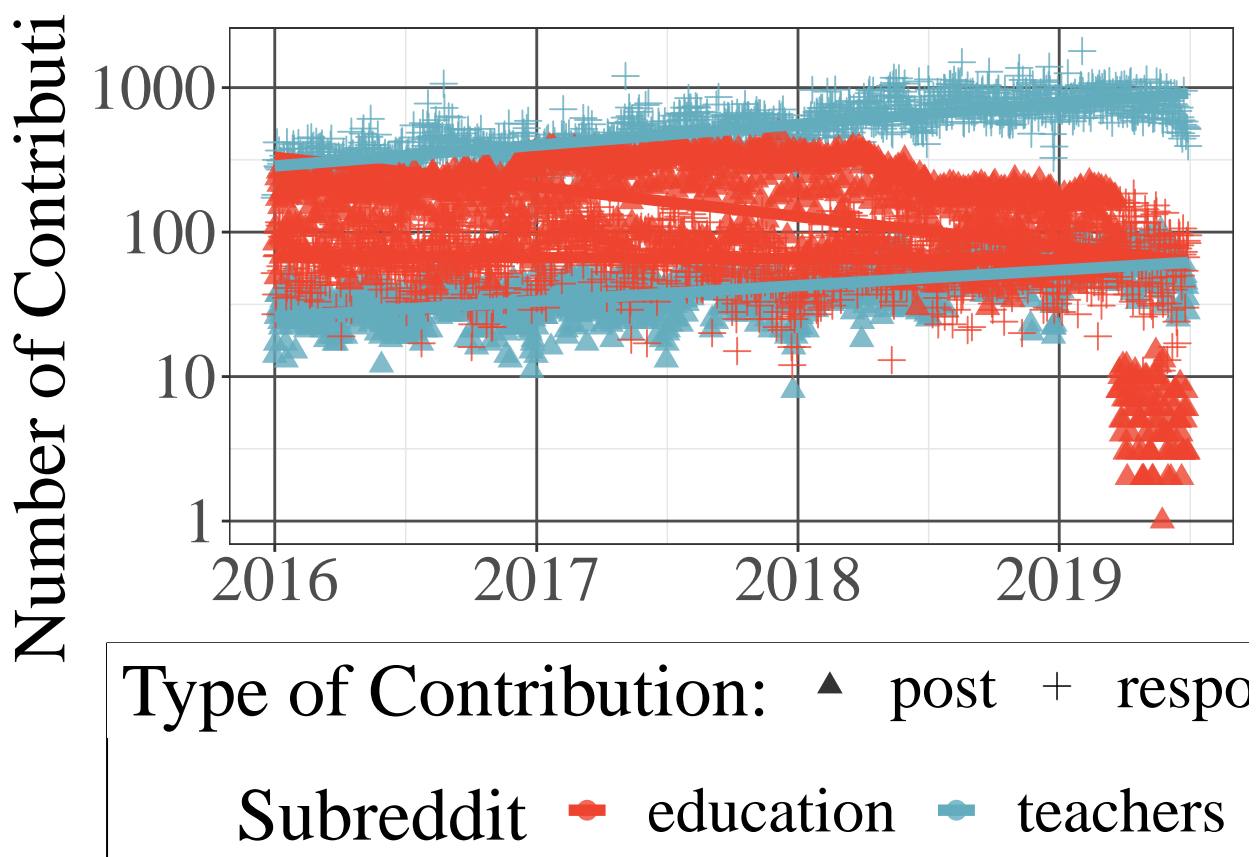 Number of Contributi
1000
100
10
1
2016 2017 2018 2019
Type of Contribution: post respo
Subreddit education teachers